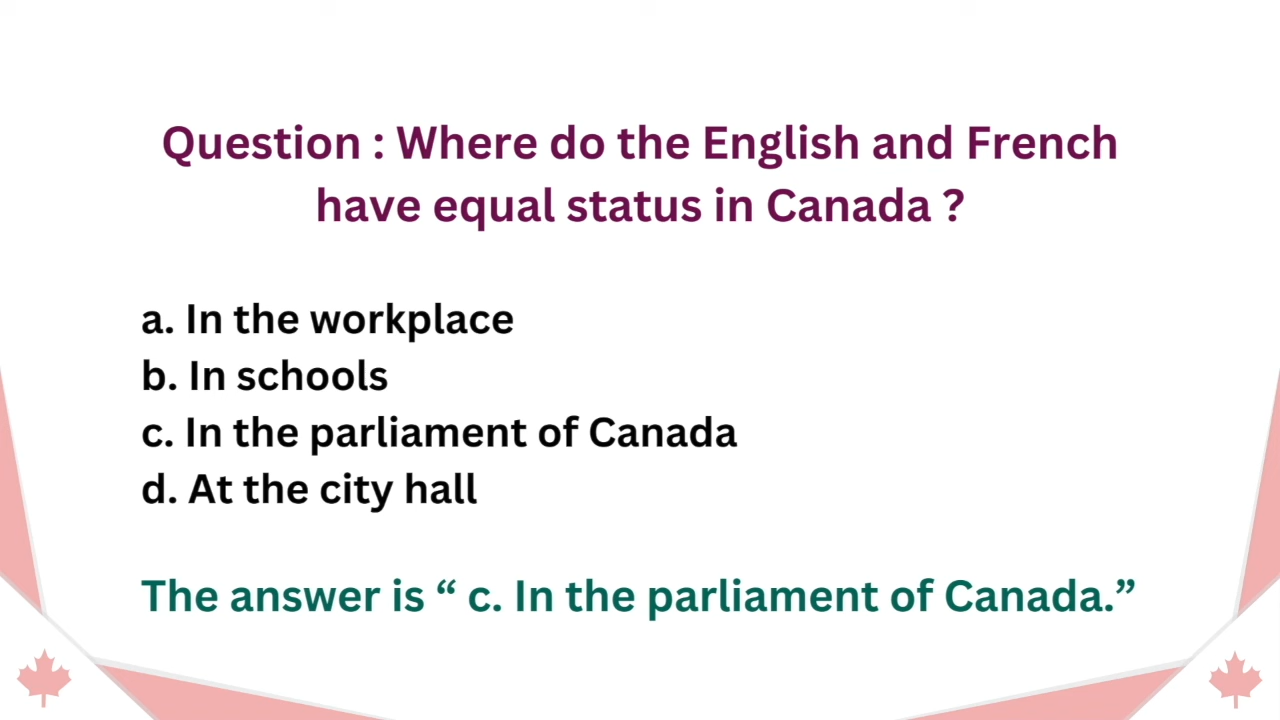 Question : Where do the English and French
have equal status in Canada ?
a. In the workplace
b. In schools
c. In the parliament of Canada
d. At the city hall
The answer is “ c. In the parliament of Canada.”